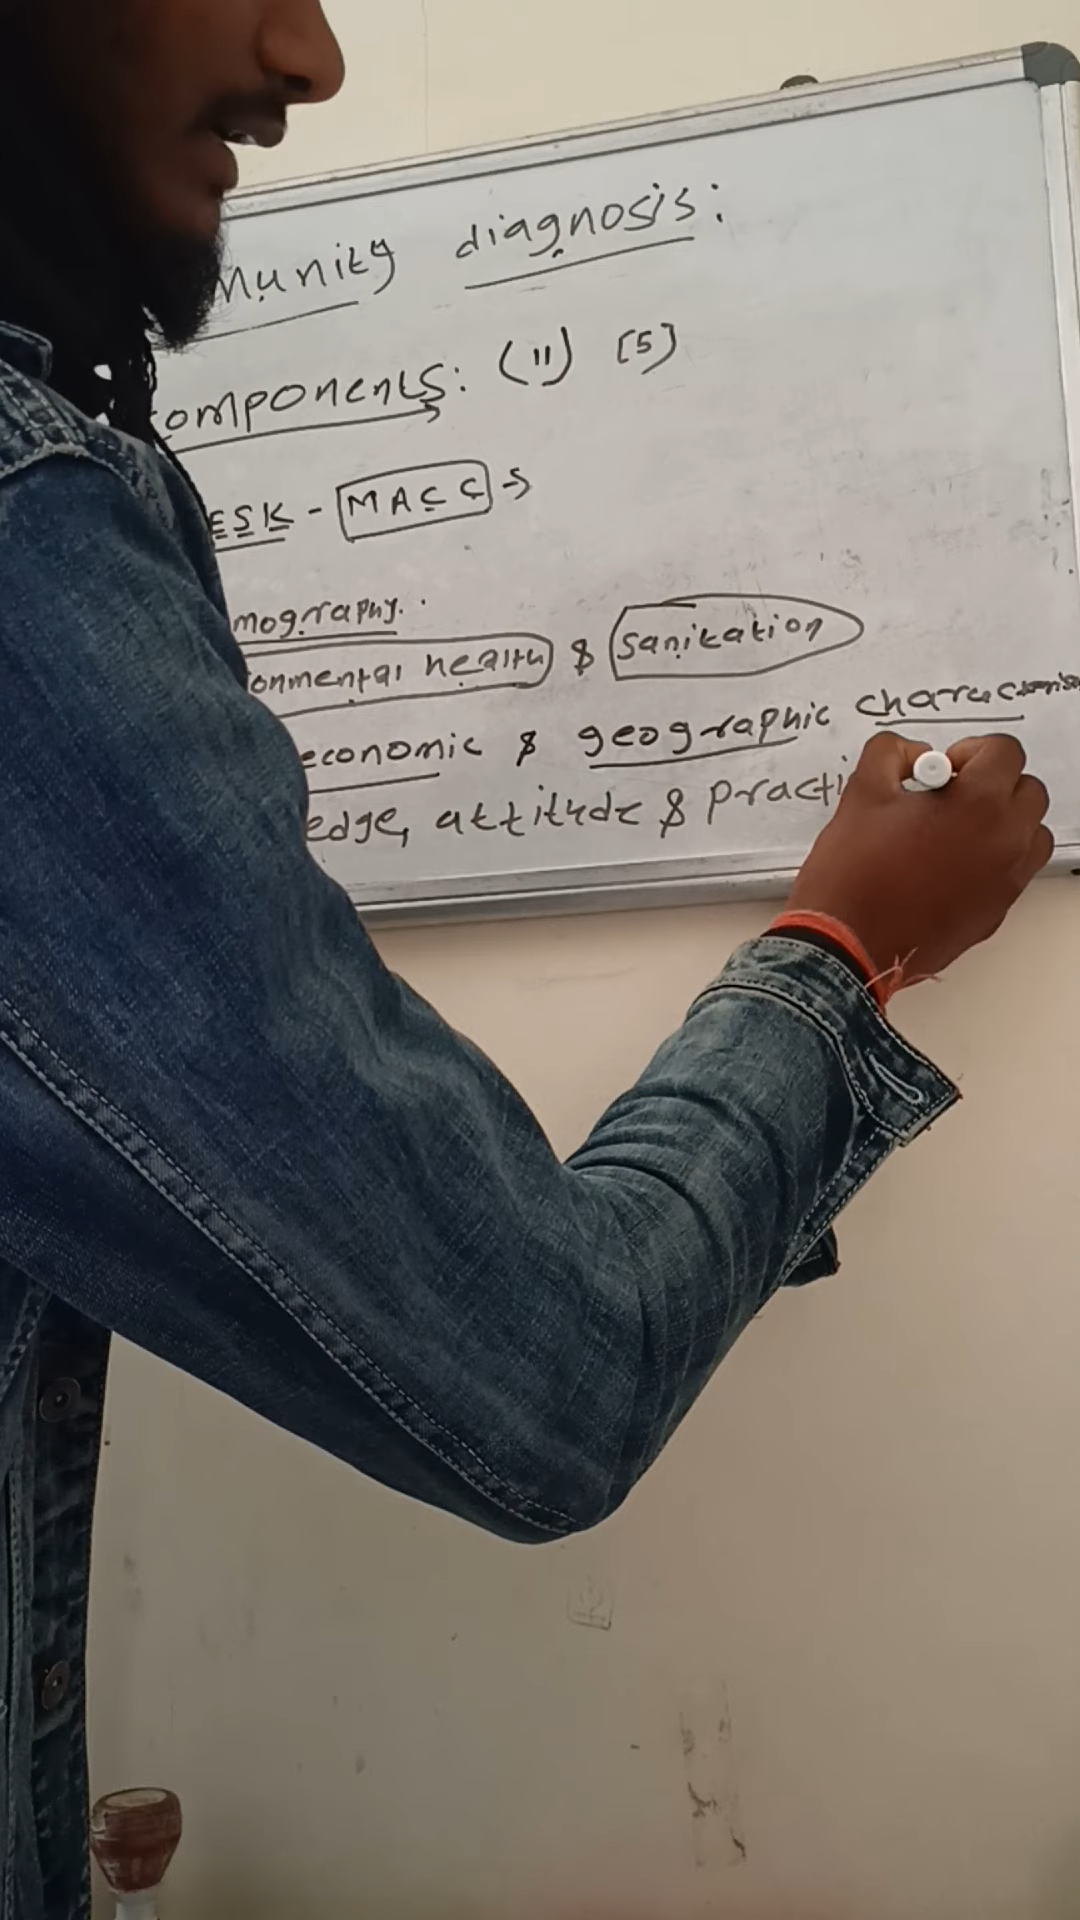 munity diagnosis:
omponents: (11) [5]
ESK - MACC →
mography.
onmental health & sanitation
economic & geographic characteris
edge, attitude & practi